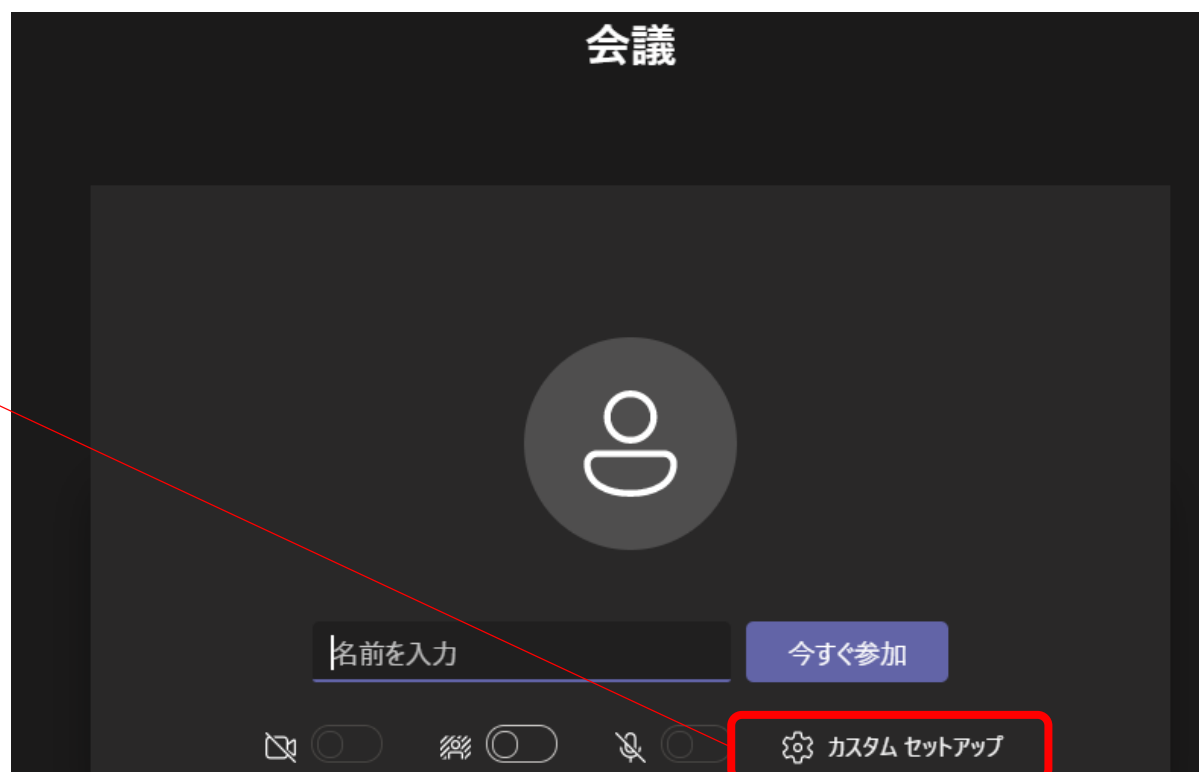 会議
名前を入力
今すぐ参加
カスタム セットアップ